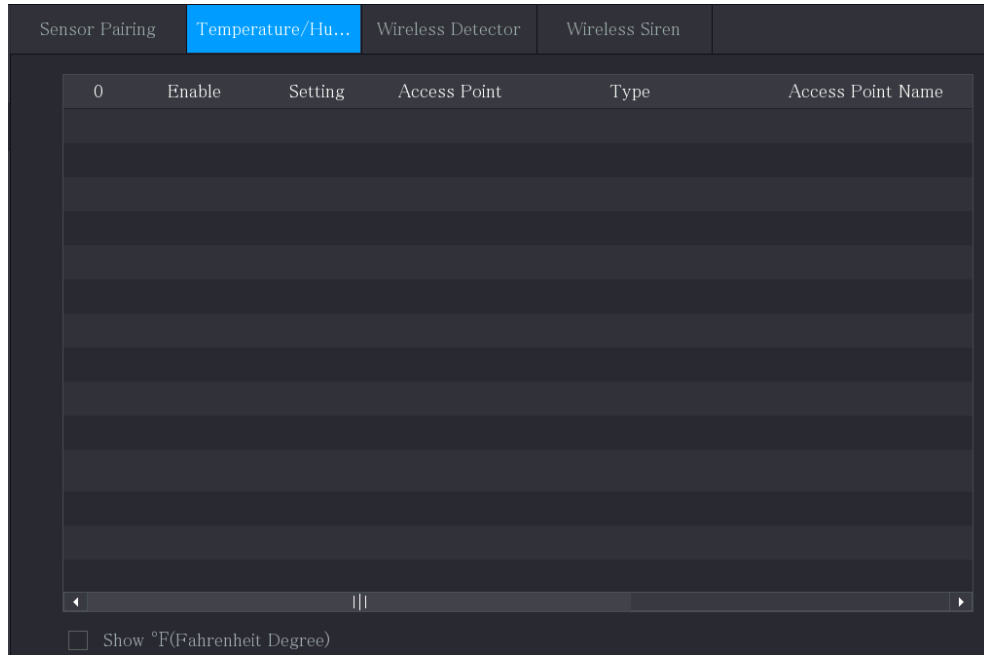 Sensor Pairing Temperature/Hu... Wireless Detector Wireless Siren
0 Enable Setting Access Point Type Access Point Name
Show °F(Fahrenheit Degree)